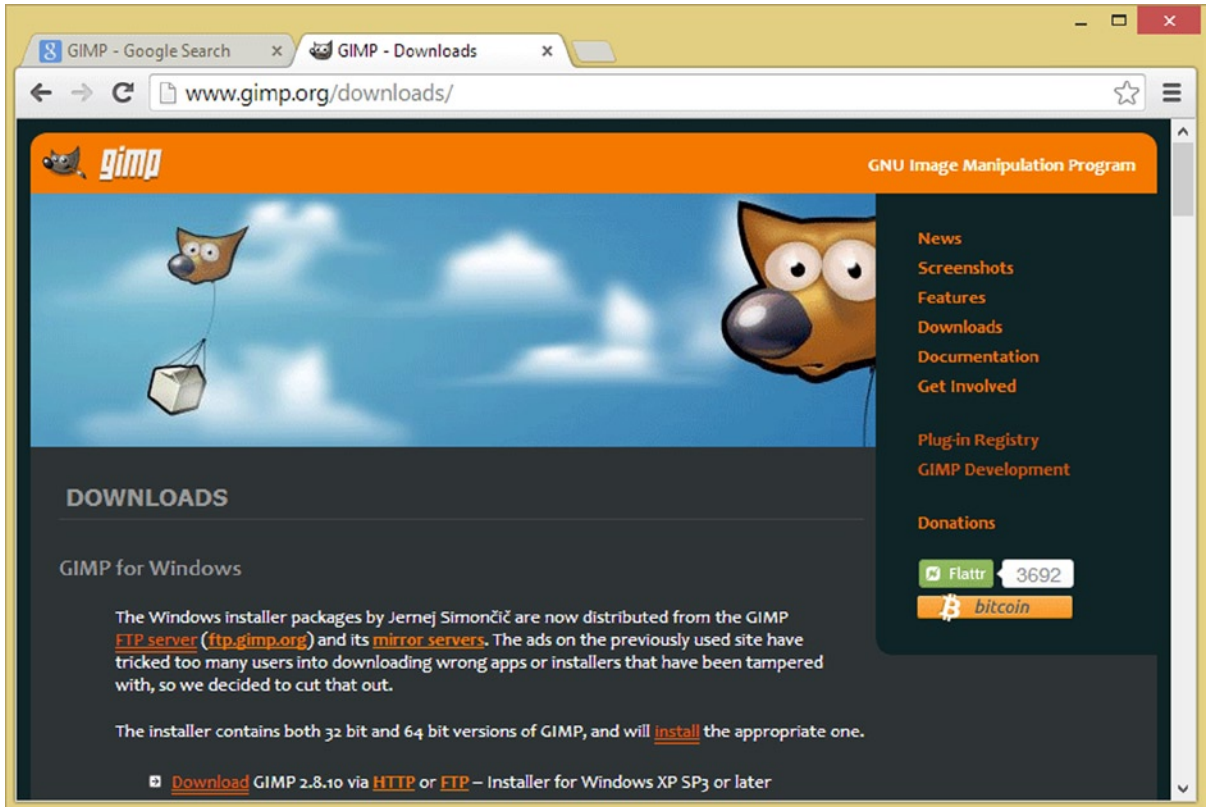 GIMP - Google Search
GIMP - Downloads
www.gimp.org/downloads/
gimp
GNU Image Manipulation Program
News
Screenshots
Features
Downloads
Documentation
Get Involved
Plug-in Registry
GIMP Development
Donations
Flattr 3692
bitcoin
DOWNLOADS
GIMP for Windows
The Windows installer packages by Jernej Simončič are now distributed from the GIMP
FTP server (ftp.gimp.org) and its mirror servers. The ads on the previously used site have
tricked too many users into downloading wrong apps or installers that have been tampered
with, so we decided to cut that out.
The installer contains both 32 bit and 64 bit versions of GIMP, and will install the appropriate one.
Download GIMP 2.8.10 via HTTP or FTP – Installer for Windows XP SP3 or later